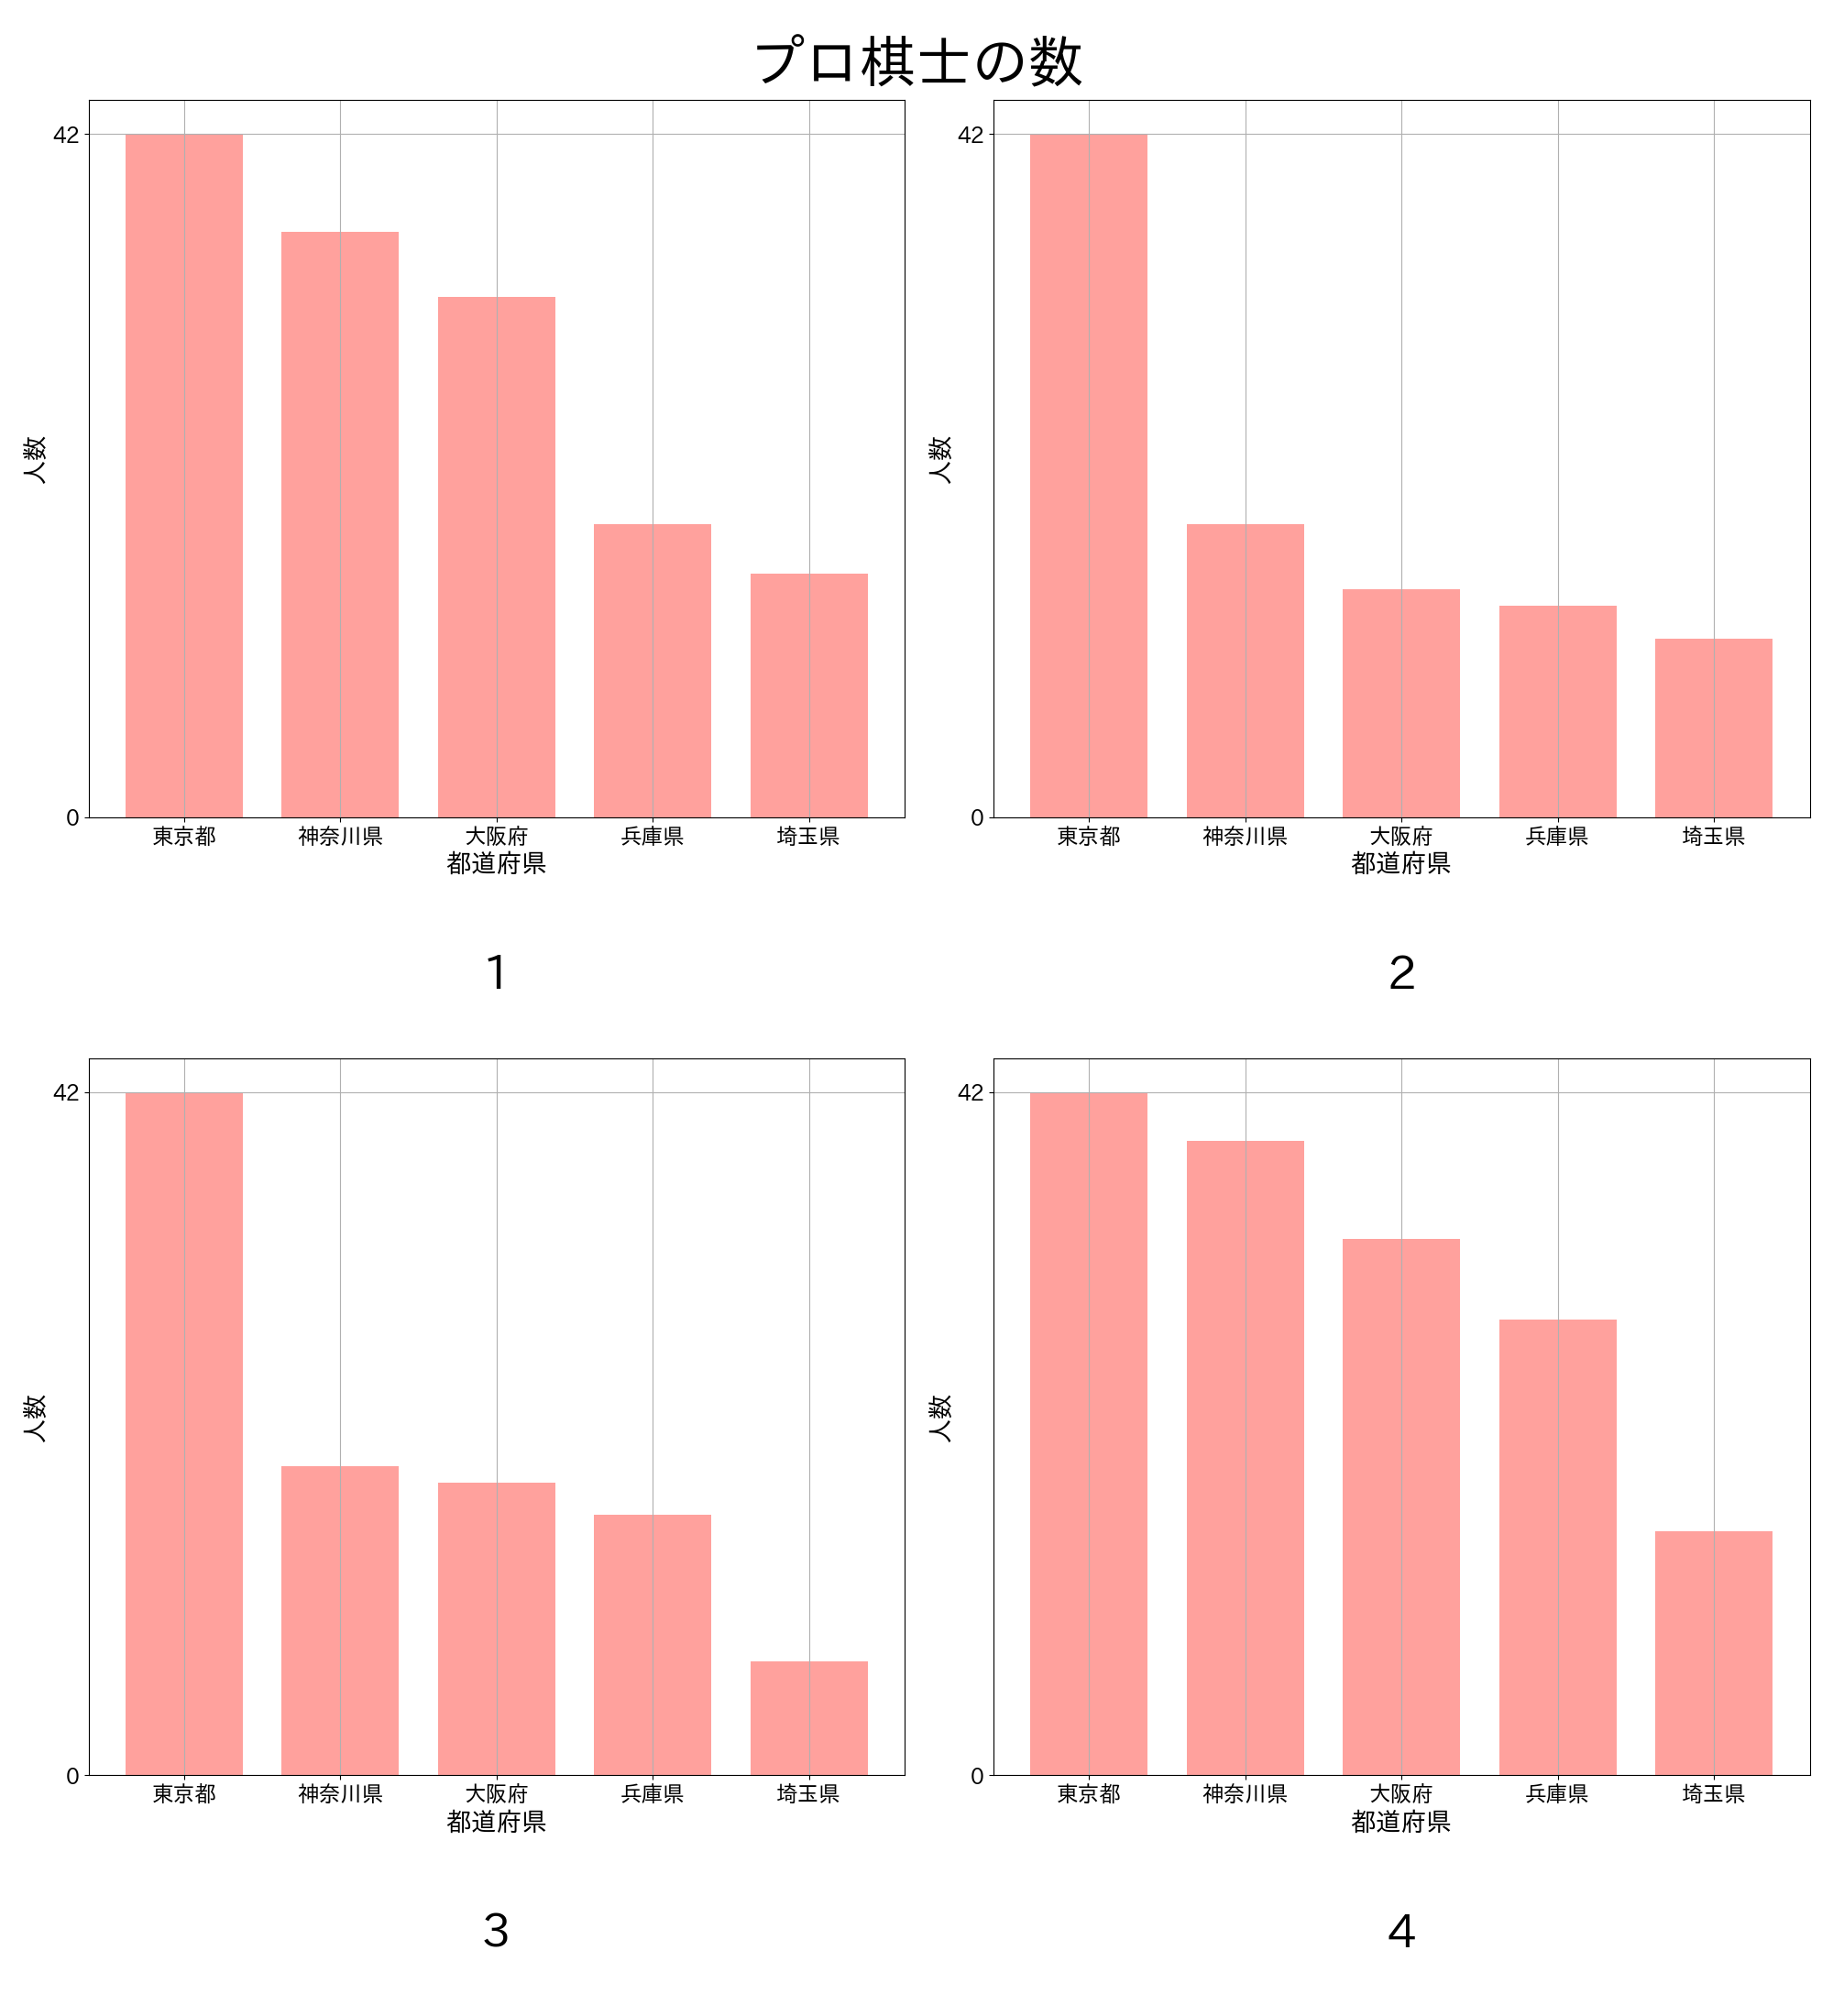 プロ棋士の数
42
人数
0
東京都 神奈川県 大阪府 兵庫県 埼玉県
都道府県
1
42
人数
0
東京都 神奈川県 大阪府 兵庫県 埼玉県
都道府県
2
42
人数
0
東京都 神奈川県 大阪府 兵庫県 埼玉県
都道府県
3
42
人数
0
東京都 神奈川県 大阪府 兵庫県 埼玉県
都道府県
4